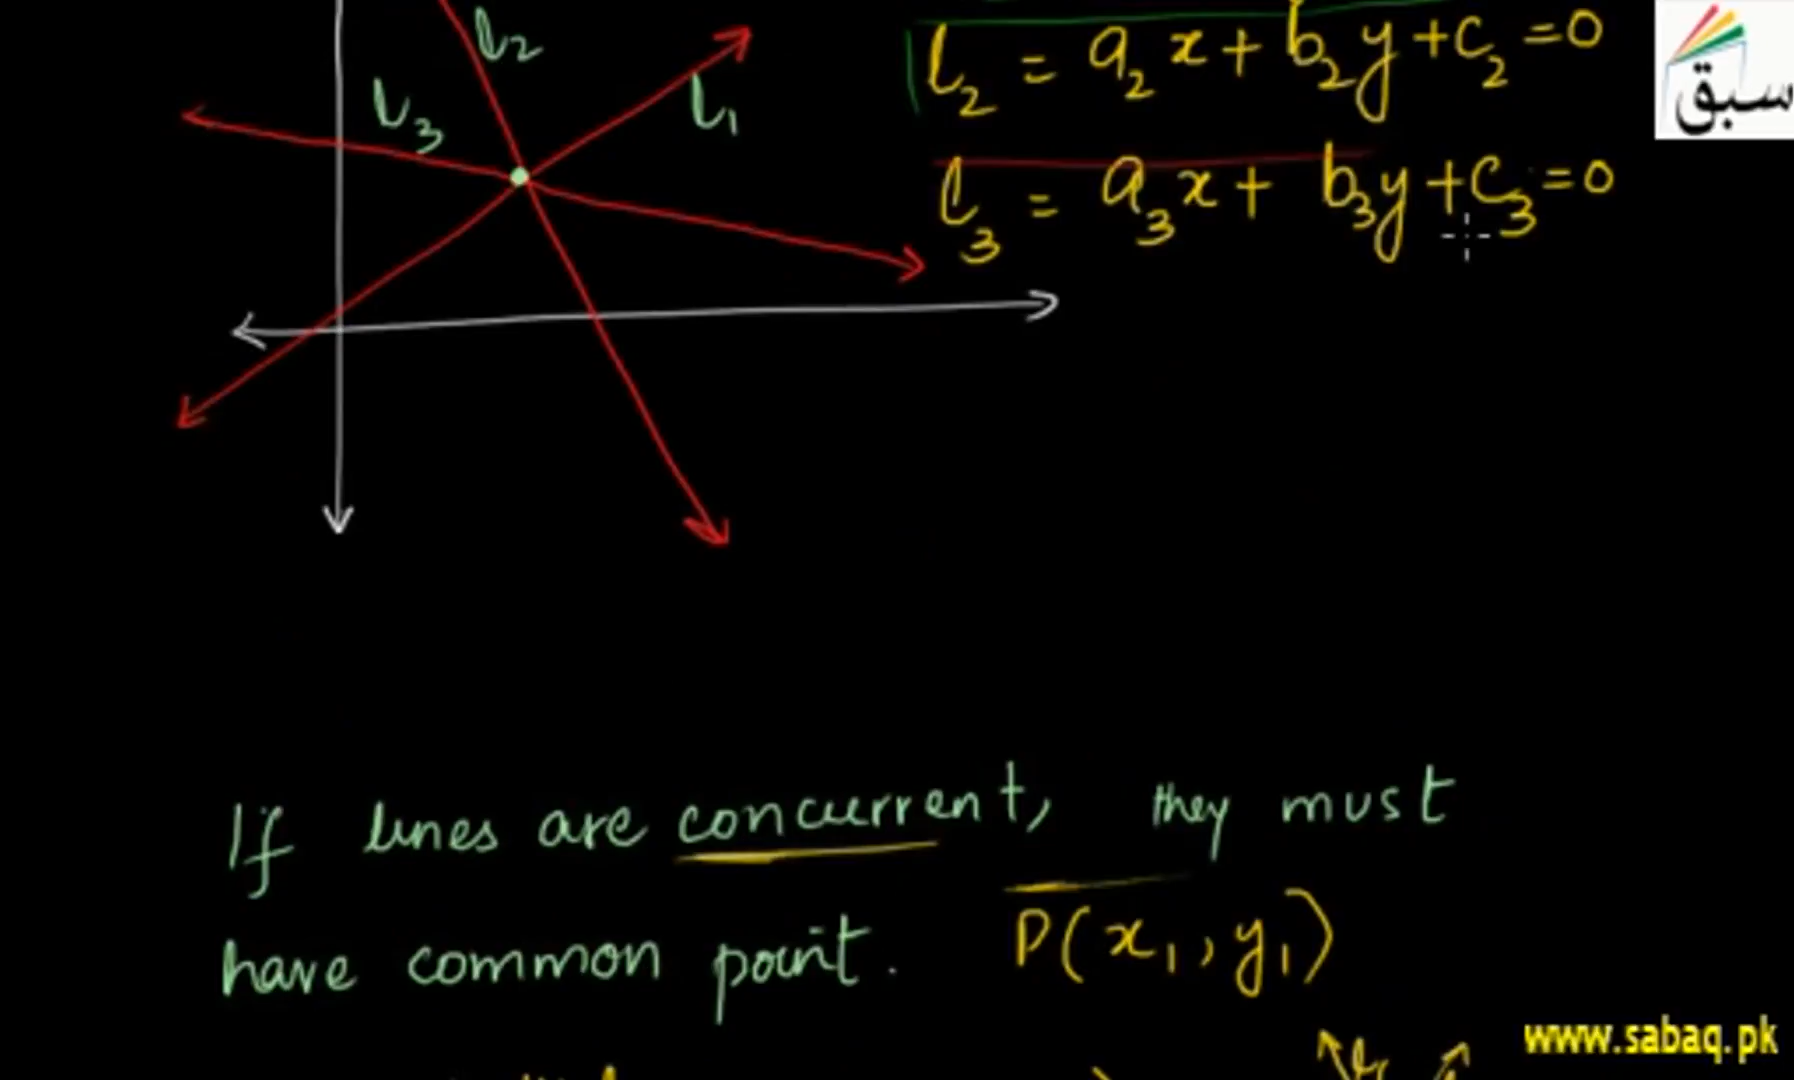 l2
l1
l3
l2 = a2x + b2y + c2 = 0
سبق
l3 = a3x + b3y + c3 = 0
If lines are concurrent, they must
have common point. P(x1, y1)
www.sabaq.pk